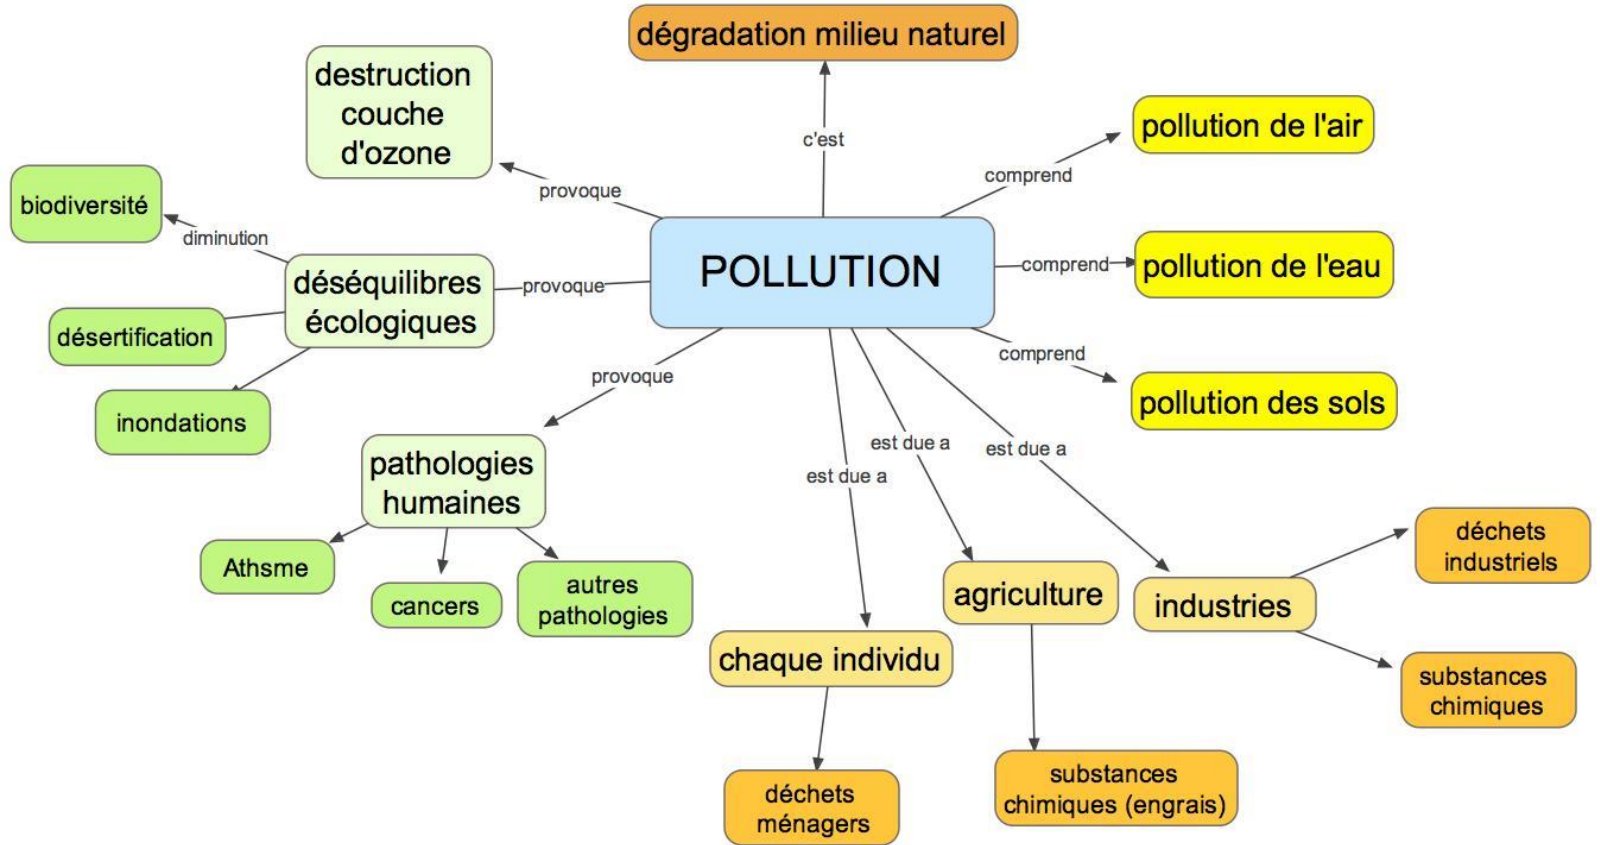 dégradation milieu naturel
destruction
couche
d'ozone
c'est
pollution de l'air
comprend
provoque
biodiversité
diminution
POLLUTION
comprend
pollution de l'eau
déséquilibres
écologiques
provoque
désertification
comprend
pollution des sols
provoque
inondations
est due a
est due a
est due a
pathologies
humaines
Athsme
cancers
autres
pathologies
chaque individu
agriculture
industries
déchets
industriels
substances
chimiques
déchets
ménagers
substances
chimiques (engrais)